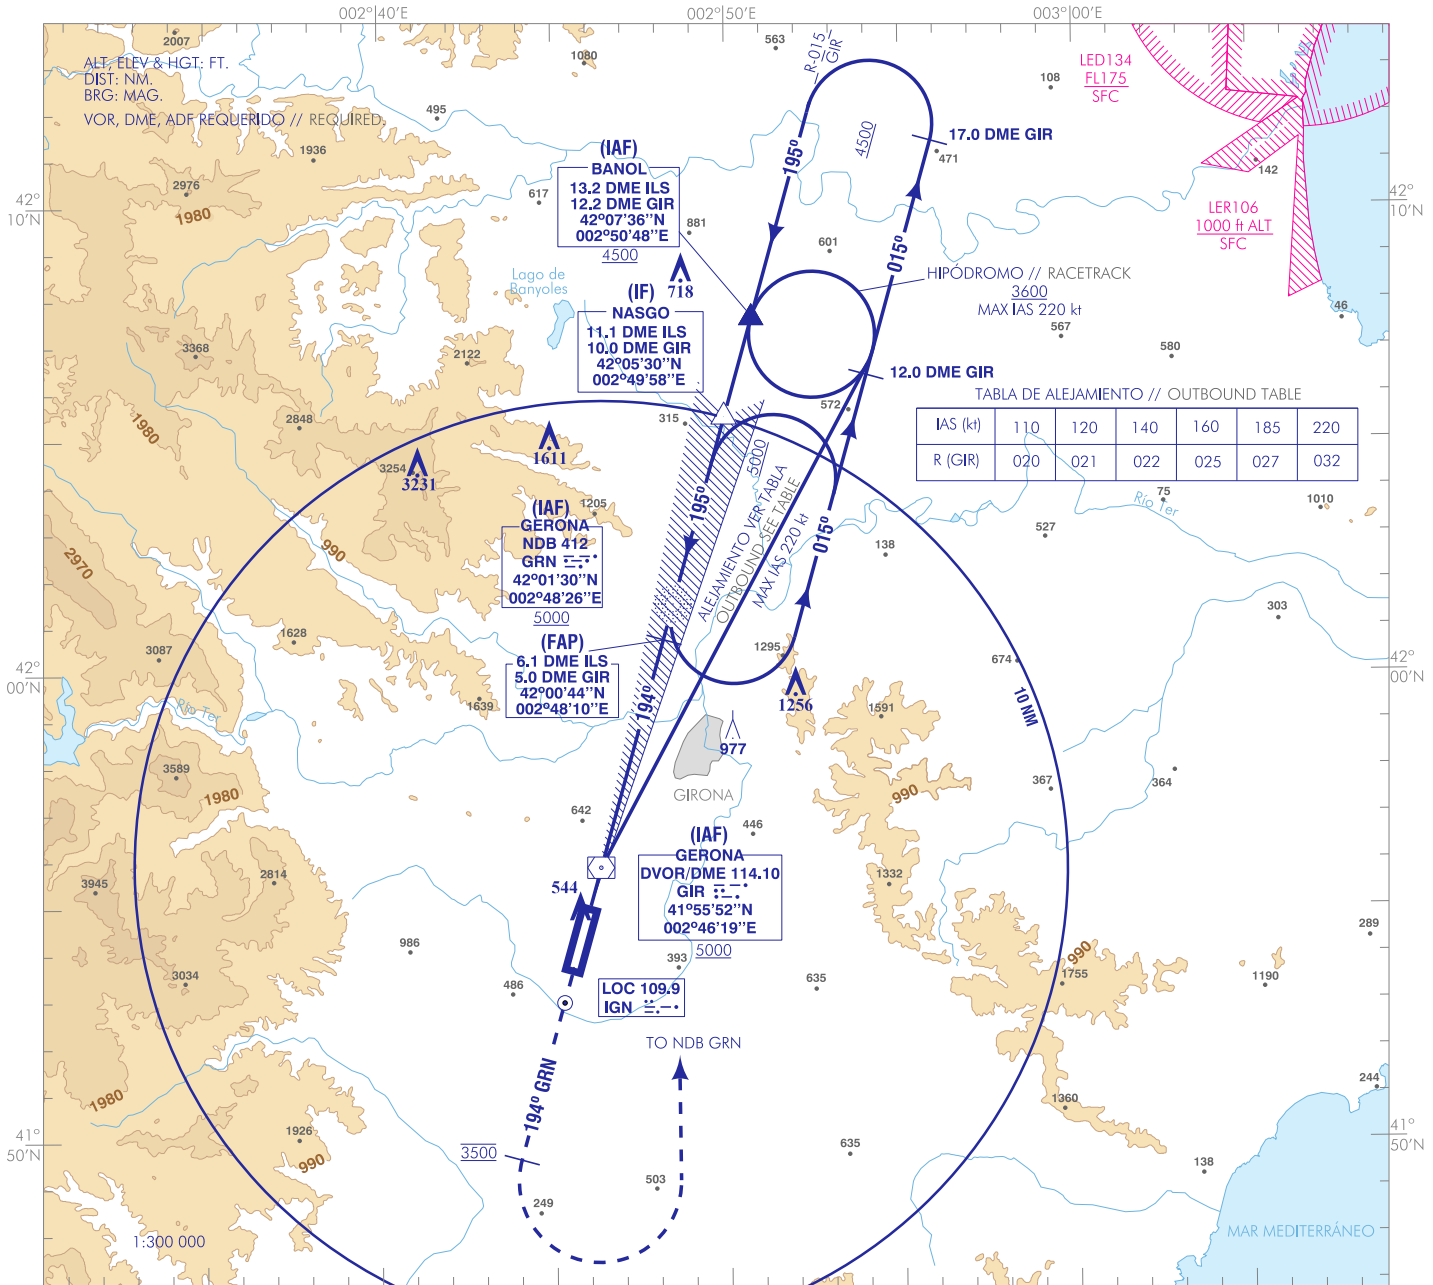 002°40'E
002°50'E
003°00'E
ALT, ELEV & HGT: FT.
DIST: NM.
BRG: MAG.
VOR, DME, ADF REQUERIDO // REQUIRED.
2007
1080
563
108
495
1936
2976
1980
617
881
601
471
142
46
LED134
FL175
SFC
LER106
1000 ft ALT
SFC
R-015
GIR
195°
4500
17.0 DME GIR
015°
(IAF)
BANOL
13.2 DME ILS
12.2 DME GIR
42°07'36''N
002°50'48''E
4500
718
42°
10'N
42°
10'N
Lago de
Banyoles
(IF)
NASGO
11.1 DME ILS
10.0 DME GIR
42°05'30''N
002°49'58''E
HIPÓDROMO // RACETRACK
3600
MAX IAS 220 kt
567
580
12.0 DME GIR
572
TABLA DE ALEJAMIENTO // OUTBOUND TABLE
IAS (kt) 110 120 140 160 185 220
R (GIR) 020 021 022 025 027 032
3368
2122
2848
1980
315
3254
3231
1611
1205
5000
195°
015°
ALEJAMIENTO VER TABLA
OUTBOUND SEE TABLE
MAX IAS 220 kt
75
Río Ter
1010
527
138
303
674
(IAF)
GERONA
NDB 412
GRN
42°01'30''N
002°48'26''E
5000
990
2970
1628
3087
(FAP)
6.1 DME ILS
5.0 DME GIR
42°00'44''N
002°48'10''E
1639
1295
1256
1591
10 NM
42°
00'N
42°
00'N
Río Ter
194°
977
GIRONA
3589
1980
642
446
990
367
364
(IAF)
GERONA
DVOR/DME 114.10
GIR
41°55'52''N
002°46'19''E
5000
544
3945
2814
1332
289
986
393
990
1755
1190
3034
486
635
LOC 109.9
IGN
TO NDB GRN
194° GRN
244
1980
1360
1926
990
3500
635
138
41°
50'N
41°
50'N
503
249
1:300 000
MAR MEDITERRÁNEO